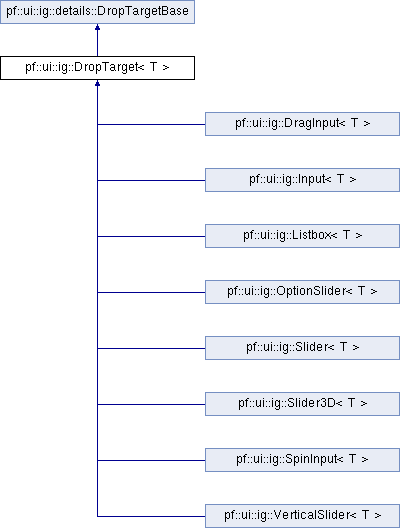 pf::ui::ig::details::DropTargetBase
pf::ui::ig::DropTarget< T >
pf::ui::ig::DragInput< T >
pf::ui::ig::Input< T >
pf::ui::ig::Listbox< T >
pf::ui::ig::OptionSlider< T >
pf::ui::ig::Slider< T >
pf::ui::ig::Slider3D< T >
pf::ui::ig::SpinInput< T >
pf::ui::ig::VerticalSlider< T >